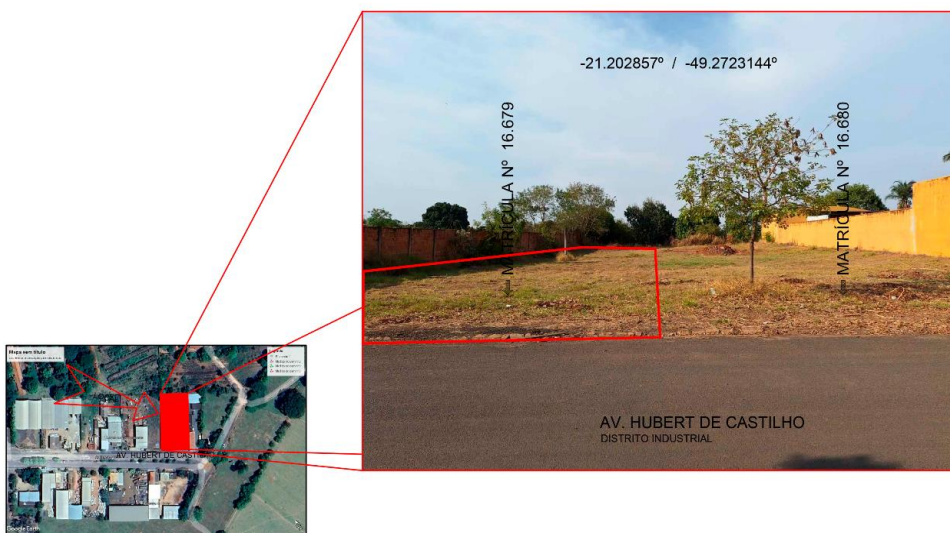 -21.202857º / -49.2723144º
MATRÍCULA Nº 16.679
MATRÍCULA Nº 16.680
AV. HUBERT DE CASTILHO
DISTRITO INDUSTRIAL
Mapa sem título
AV. HUBERT DE CAST
Google Earth